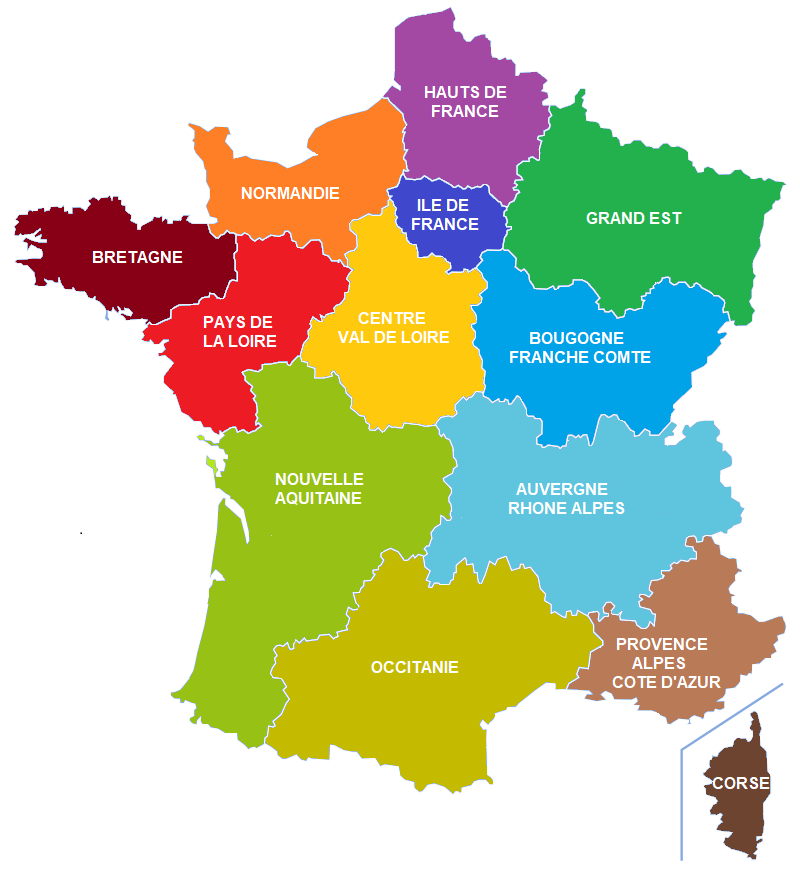 HAUTS DE
FRANCE
NORMANDIE
ILE DE
FRANCE
GRAND EST
BRETAGNE
PAYS DE
LA LOIRE
CENTRE
VAL DE LOIRE
BOUGOGNE
FRANCHE COMTE
NOUVELLE
AQUITAINE
AUVERGNE
RHONE ALPES
OCCITANIE
PROVENCE
ALPES
COTE D'AZUR
CORSE